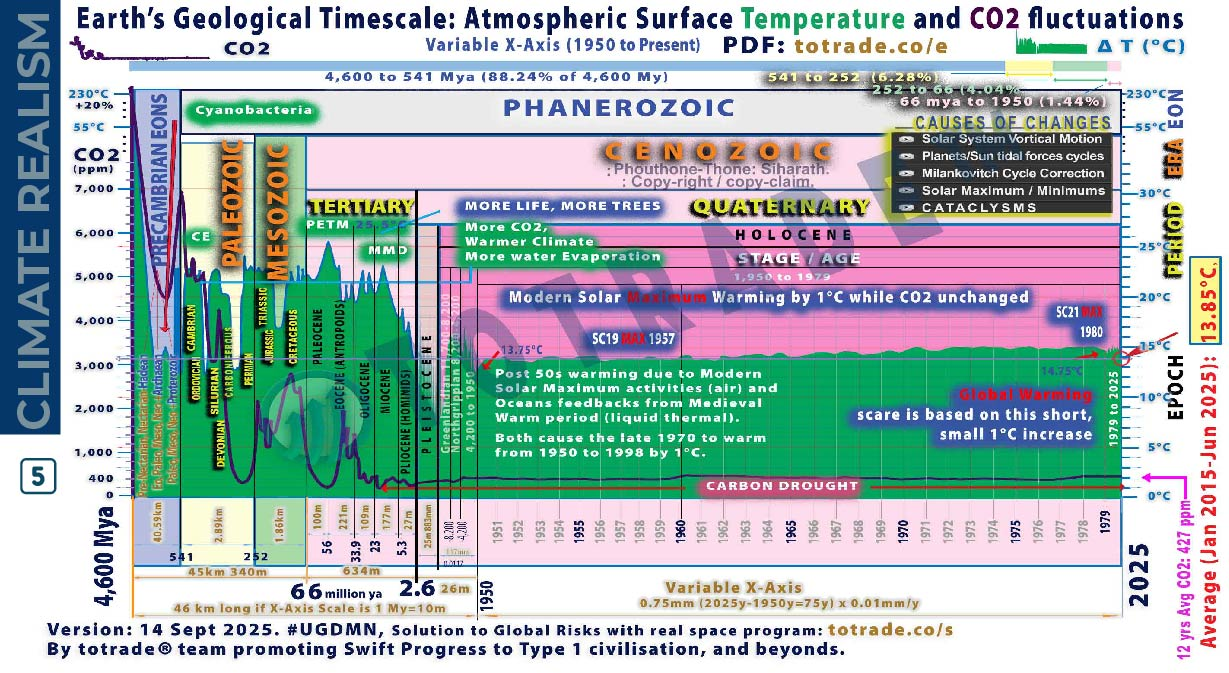 Earth's Geological Timescale: Atmospheric Surface Temperature and CO2 fluctuations
CO2
Variable X-Axis (1950 to Present)
PDF: totrade.co/e
Δ T (°C)
4,600 to 541 Mya (88.24% of 4,600 My)
541 to 252 (6.28%)
252 to 66 (4.04%
66 mya to 1950 (1.44%)
CLIMATE REALISM
5
230°C
+20%
55°C
CO2
(ppm)
7,000
6,000
5,000
4,000
3,000
2,000
1,000
400
0
PRECAMBRIAN EONS
Cyanobacteria
PHANEROZOIC
CAUSES OF CHANGES
Solar System Vortical Motion
Planets/Sun tidal forces cycles
Milankovitch Cycle Correction
Solar Maximum / Minimums
CATACLYSMS
PALEOZOIC
MESOZOIC
CENOZOIC
: Phouthone-Thone: Siharath.
: Copy-right / copy-claim.
TERTIARY
QUATERNARY
MORE LIFE, MORE TREES
CE
PETM 25.5°C
MMD
More CO2,
Warmer Climate
More water Evaporation
HOLOCENE
STAGE / AGE
1,950 to 1979
TOTRADE
Modern Solar Maximum Warming by 1°C while CO2 unchanged
SC19 MAX 1957
SC21 MAX
1980
13.75°C
14.75°C
Post 50s warming due to Modern
Solar Maximum activities (air) and
Oceans feedbacks from Medieval
Warm period (liquid thermal).
Both cause the late 1970 to warm
from 1950 to 1998 by 1°C.
Global Warming
scare is based on this short,
small 1°C increase
CARBON DROUGHT
CAMBRIAN
ORDOVICIAN
SILURIAN
DEVONIAN
CARBONIFEROUS
PERMIAN
TRIASSIC
JURASSIC
CRETACEOUS
PALEOCENE
EOCENE (ANTROPOIDS)
OLIGOCENE
MIOCENE
PLIOCENE (HOMINIDS)
PLEISTOCENE
4,200 to 1950
1979 to 2025
230°C
55°C
30°C
25°C
20°C
15°C
10°C
5°C
0°C
EON
ERA
PERIOD
EPOCH
12 yrs Avg CO2: 427 ppm
Average (Jan 2015-Jun 2025): 13.85°C.
4,600 Mya
40.59km
541
2.89km
252
1.86km
100m
56
221m
33.9
109m
23
177m
5.3
27m
25m 883mm
1951
1952
1953
1954
1955
1956
1957
1958
1959
1960
1961
1962
1963
1964
1965
1966
1967
1968
1969
1970
1971
1972
1973
1974
1975
1976
1977
1978
1979
45km 340m
634m
66 million ya
2.6
26m
1950
2025
46 km long if X-Axis Scale is 1 My=10m
Variable X-Axis
0.75mm (2025y-1950y=75y) x 0.01mm/y
Version: 14 Sept 2025. #UGDMN, Solution to Global Risks with real space program: totrade.co/s
By totrade® team promoting Swift Progress to Type 1 civilisation, and beyonds.